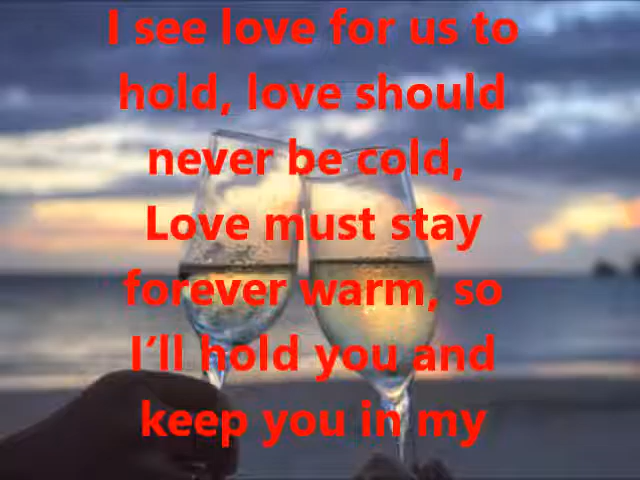 I see love for us to
hold, love should
never be cold,
Love must stay
forever warm, so
I’ll hold you and
keep you in my